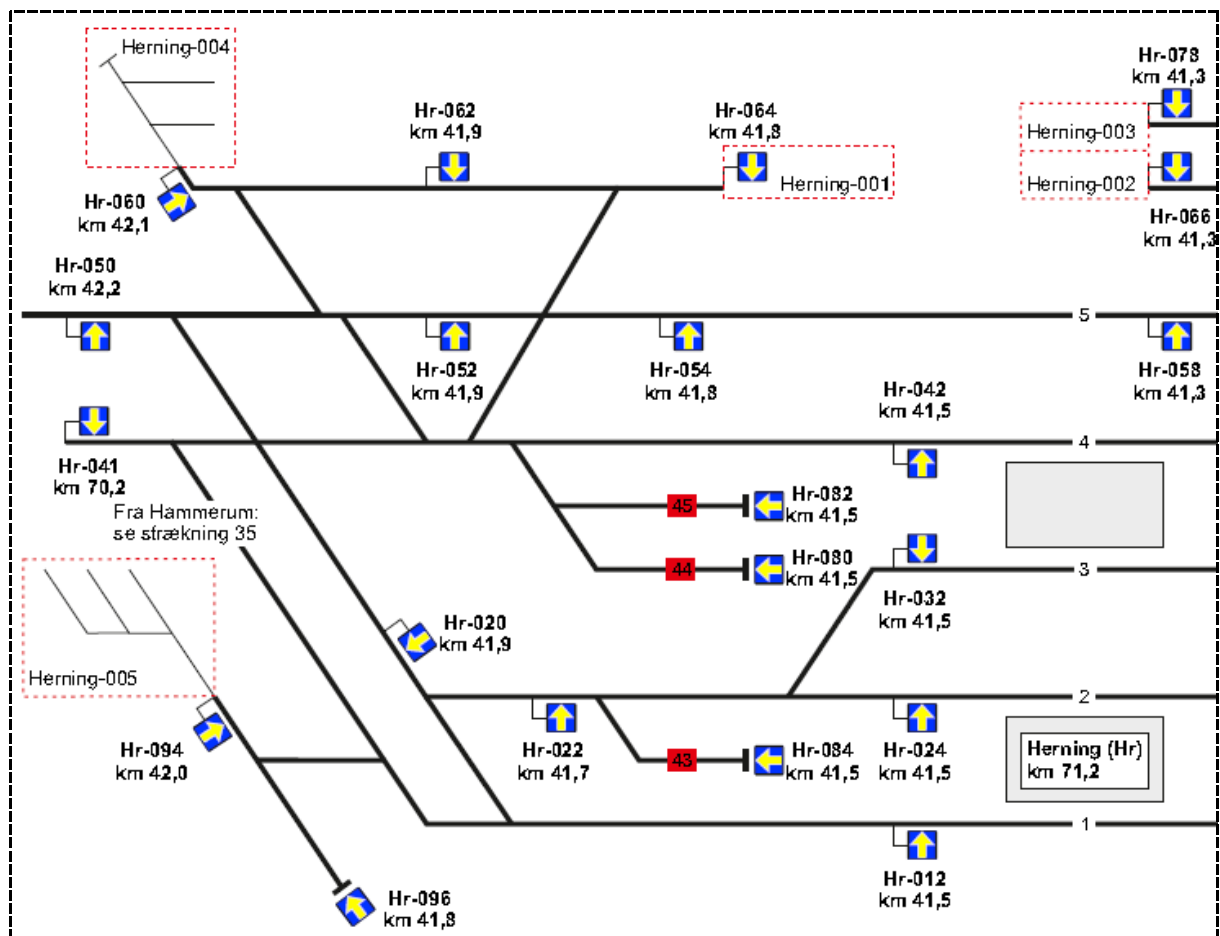 Herning-004
Hr-078
km 41,3
Hr-062
km 41,9
Hr-064
km 41,8
Herning-003
Herning-001
Herning-002
Hr-060
km 42,1
Hr-066
km 41,3
Hr-050
km 42,2
5
Hr-052
km 41,9
Hr-054
km 41,8
Hr-058
km 41,3
Hr-042
km 41,5
4
Hr-041
km 70,2
Fra Hammerum:
se strækning 35
45
Hr-082
km 41,5
44
Hr-080
km 41,5
3
Hr-032
km 41,5
Hr-020
km 41,9
Herning-005
2
Hr-094
km 42,0
Hr-022
km 41,7
43
Hr-084
km 41,5
Hr-024
km 41,5
Herning (Hr)
km 71,2
1
Hr-012
km 41,5
Hr-096
km 41,8